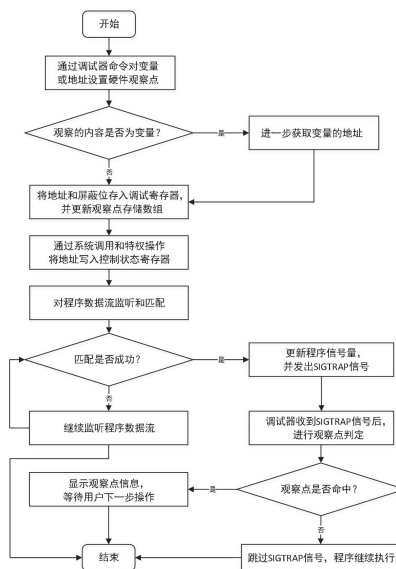 开始
通过调试器命令对变量
或地址设置硬件观察点
观察的内容是否为变量？
是
进一步获取变量的地址
否
将地址和屏蔽位存入调试寄存器，
并更新观察点存储数组
通过系统调用和特权操作
将地址写入控制状态寄存器
对程序数据流监听和匹配
匹配是否成功？
是
更新程序信号量，
并发出SIGTRAP信号
否
继续监听程序数据流
调试器收到SIGTRAP信号后，
进行观察点判定
观察点是否命中？
是
显示观察点信息，
等待用户下一步操作
否
跳过SIGTRAP信号，程序继续执行
结束